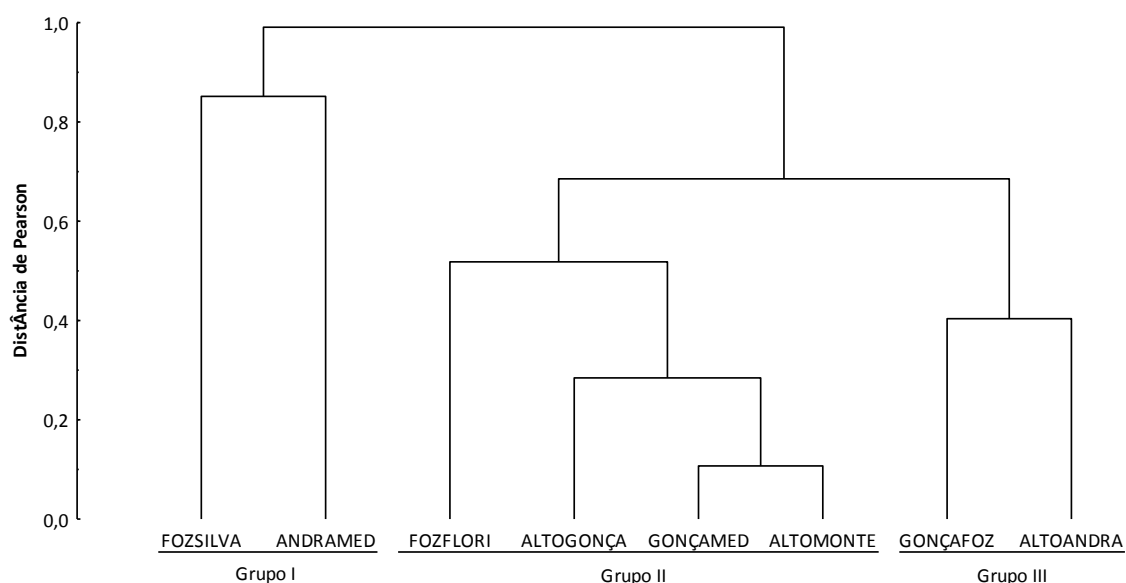 1,0
0,8
0,6
0,4
0,2
0,0
DistÂncia de Pearson
FOZSILVA ANDRAMED FOZFLORI ALTOGONÇA GONÇAMED ALTOMONTE GONÇAFOZ ALTOANDRA
Grupo I Grupo II Grupo III